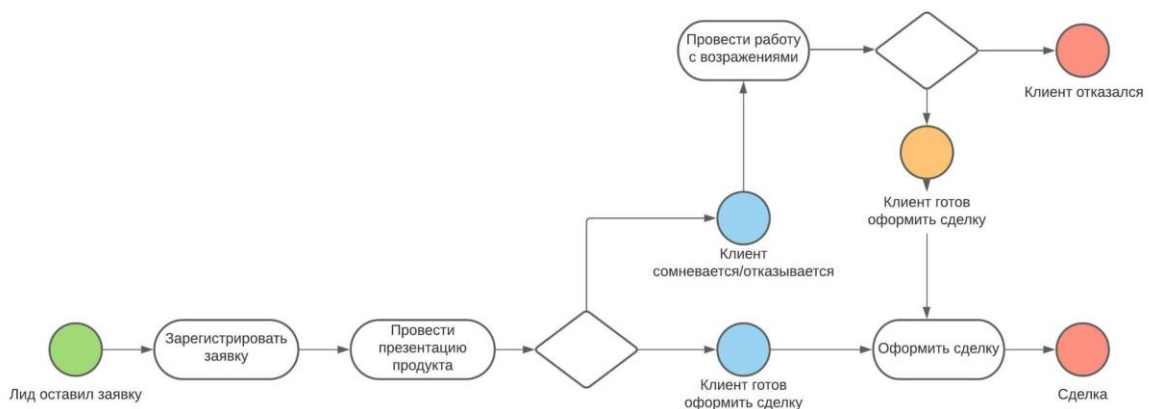 Провести работу
с возражениями
Клиент отказался
Клиент готов
оформить сделку
Клиент
сомневается/отказывается
Зарегистрировать
заявку
Провести
презентацию
продукта
Оформить сделку
Лид оставил заявку
Клиент готов
оформить сделку
Сделка